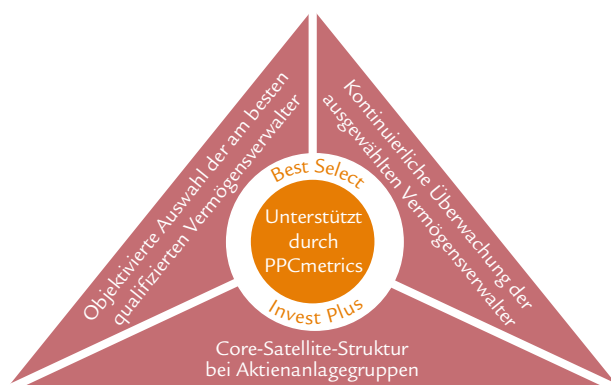 Objektivierte Auswahl der am besten
qualifizierten Vermögensverwalter
Kontinuierliche Überwachung der
ausgewählten Vermögensverwalter
Best Select
Unterstützt
durch
PPCmetrics
Invest Plus
Core-Satellite-Struktur
bei Aktienanlagegruppen